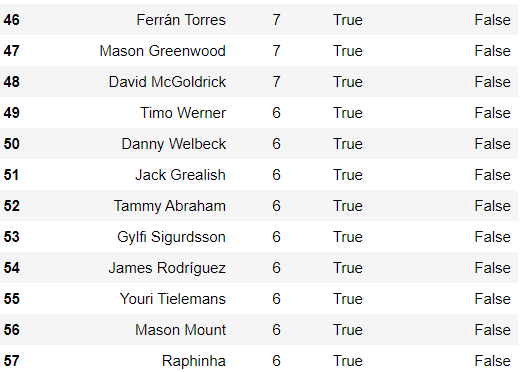 46 Ferrán Torres 7 True False
47 Mason Greenwood 7 True False
48 David McGoldrick 7 True False
49 Timo Werner 6 True False
50 Danny Welbeck 6 True False
51 Jack Grealish 6 True False
52 Tammy Abraham 6 True False
53 Gylfi Sigurdsson 6 True False
54 James Rodríguez 6 True False
55 Youri Tielemans 6 True False
56 Mason Mount 6 True False
57 Raphinha 6 True False